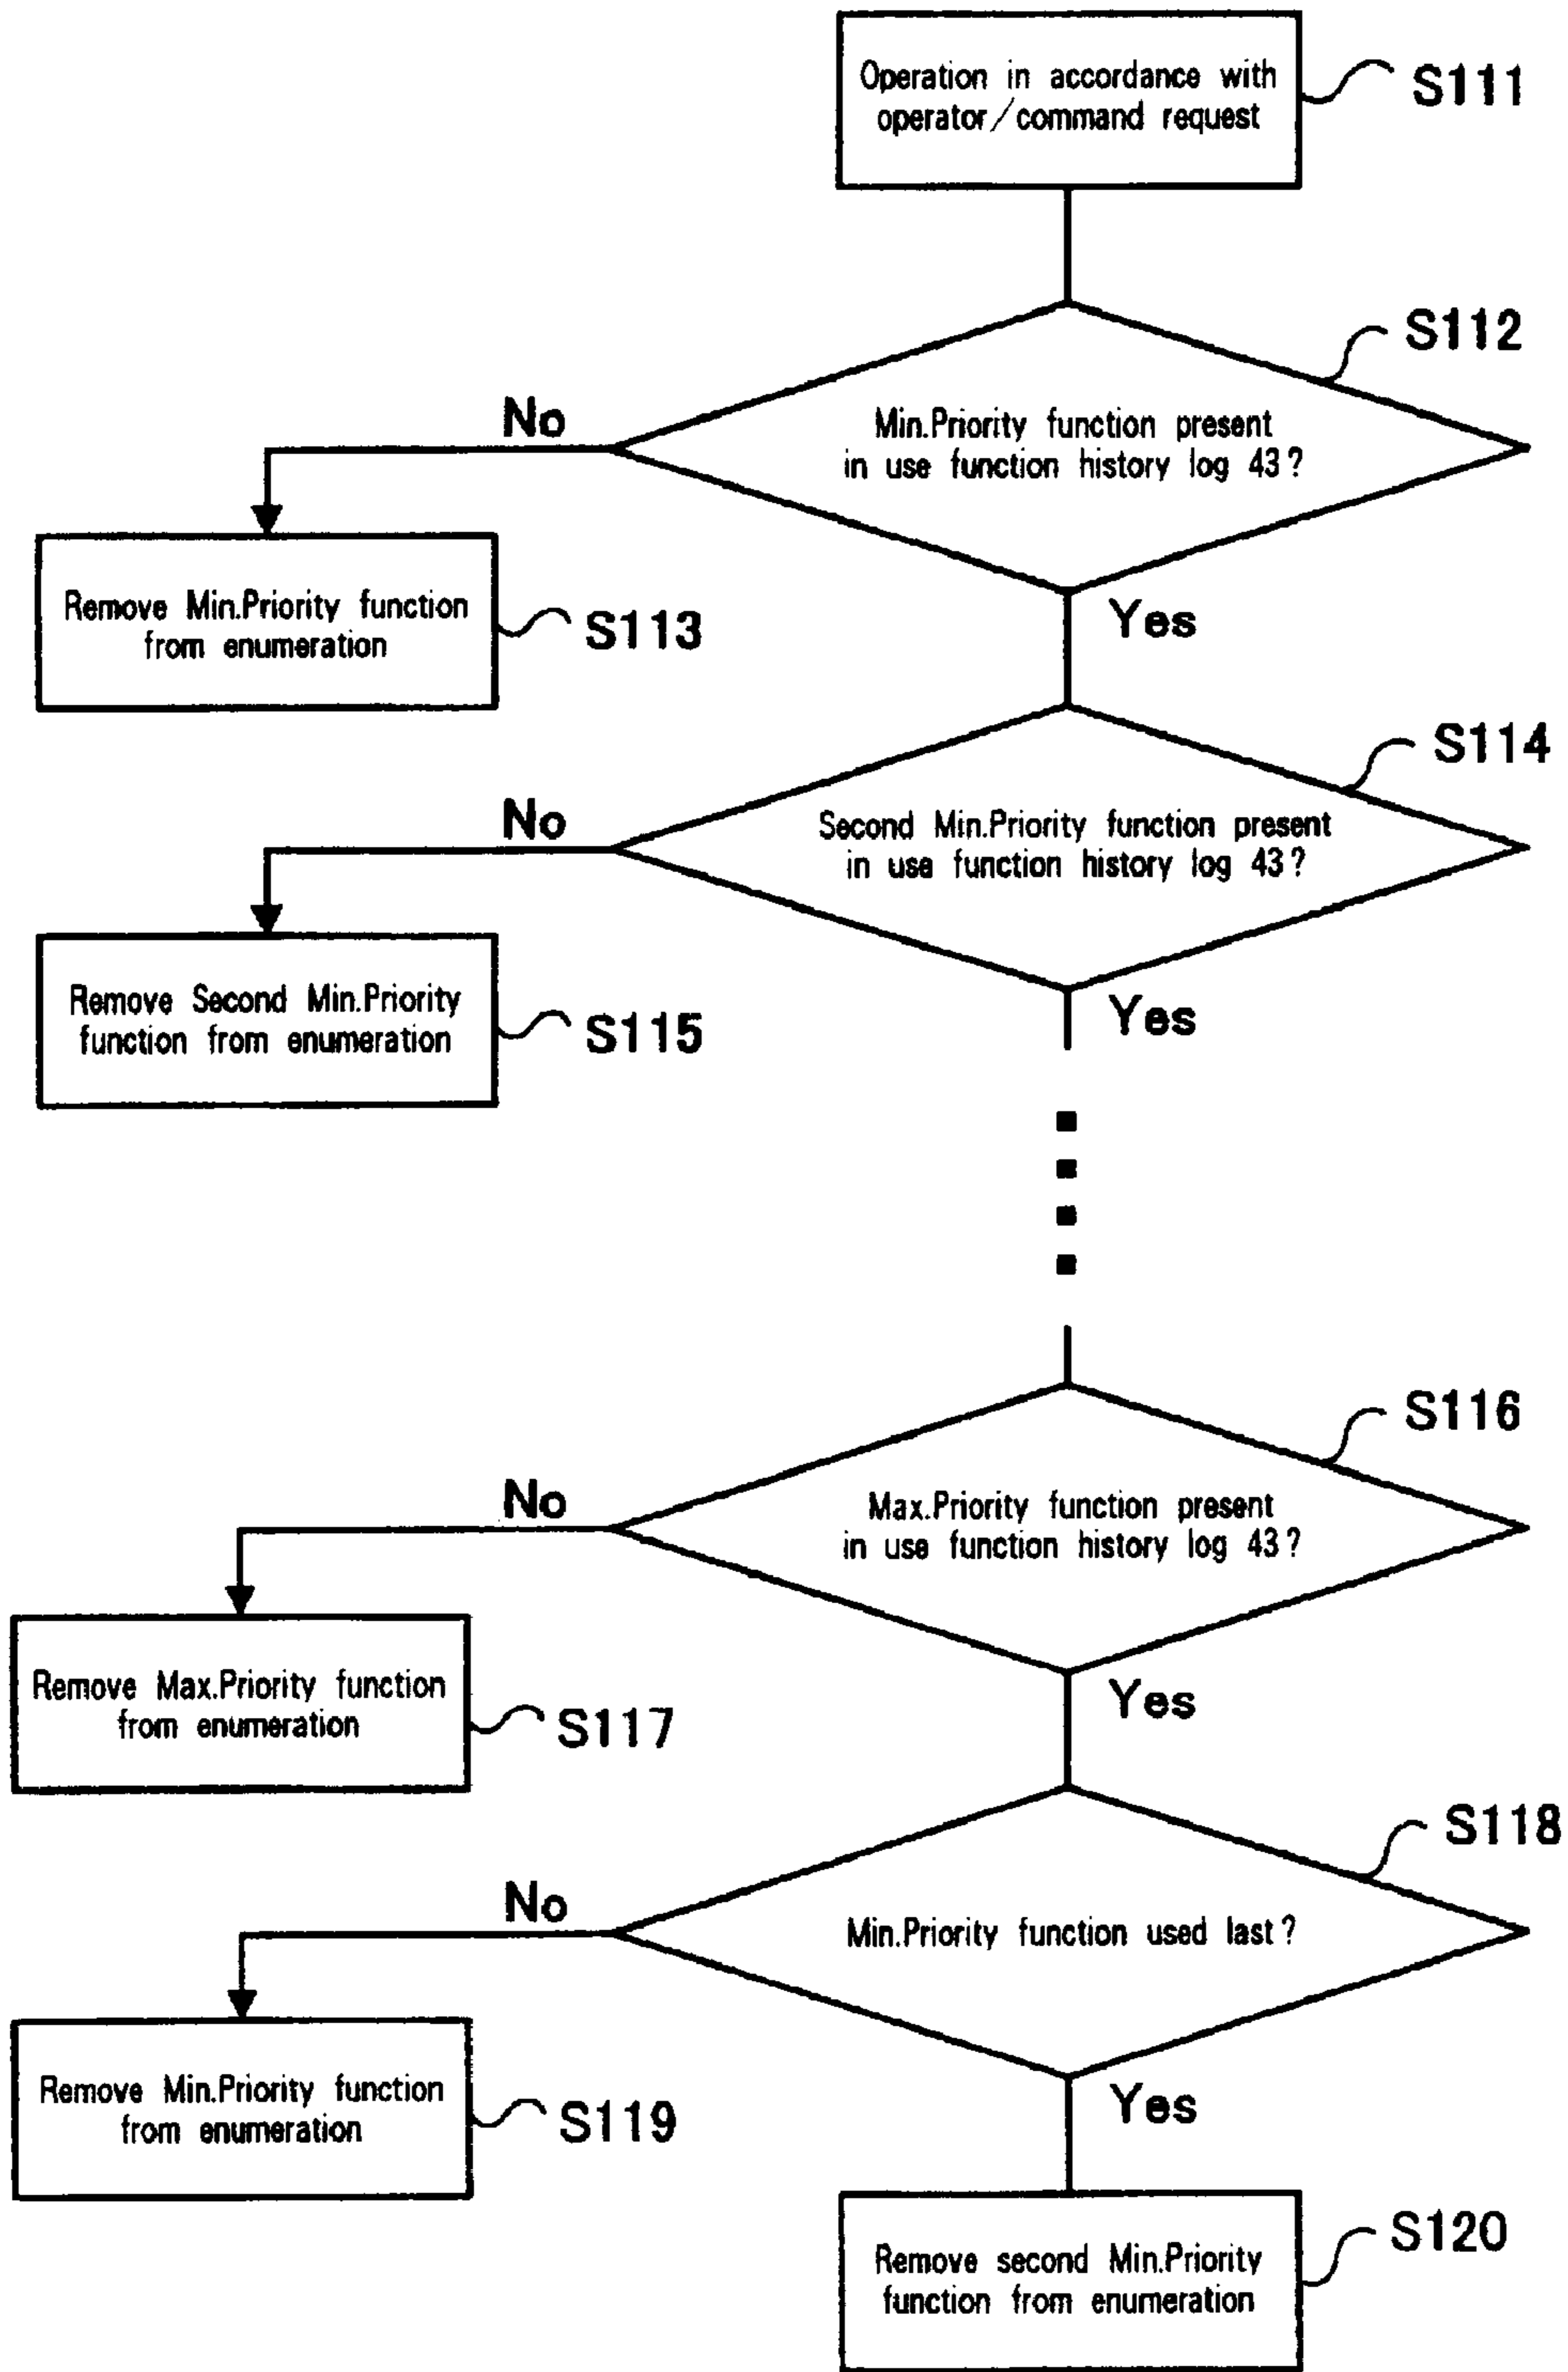 Operation in accordance with
operator/command request
S111
S112
Min.Priority function present
in use function history log 43?
No
Yes
Remove Min.Priority function
from enumeration
S113
S114
Second Min.Priority function present
in use function history log 43?
No
Yes
Remove Second Min.Priority
function from enumeration
S115
S116
Max.Priority function present
in use function history log 43?
No
Yes
Remove Max.Priority function
from enumeration
S117
S118
Min.Priority function used last?
No
Yes
Remove Min.Priority function
from enumeration
S119
Remove second Min.Priority
function from enumeration
S120